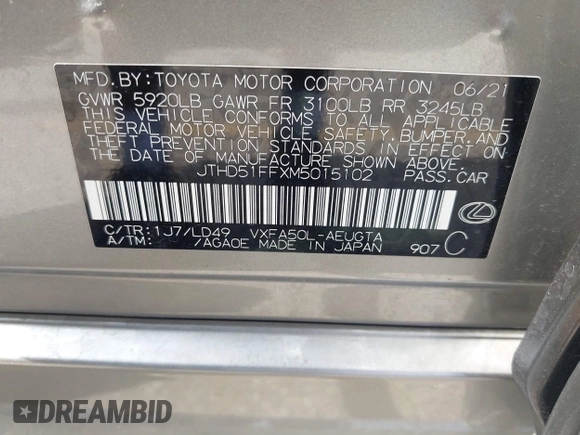 MFD.BY: TOYOTA MOTOR CORPORATION 06/21
GVWR 5920LB GAWR FR 3100LB RR 3245LB
THIS VEHICLE CONFORMS TO ALL APPLICABLE
FEDERAL MOTOR VEHICLE SAFETY, BUMPER, AND
THEFT PREVENTION STANDARDS IN EFFECT ON
THE DATE OF MANUFACTURE SHOWN ABOVE.
JTHD51FFXM5015102 PASS.CAR
C/TR: 1J7/LD49 VXFA50L-AEUGTA
A/TM: /AGA0E MADE IN JAPAN 907 C
DREAMBID